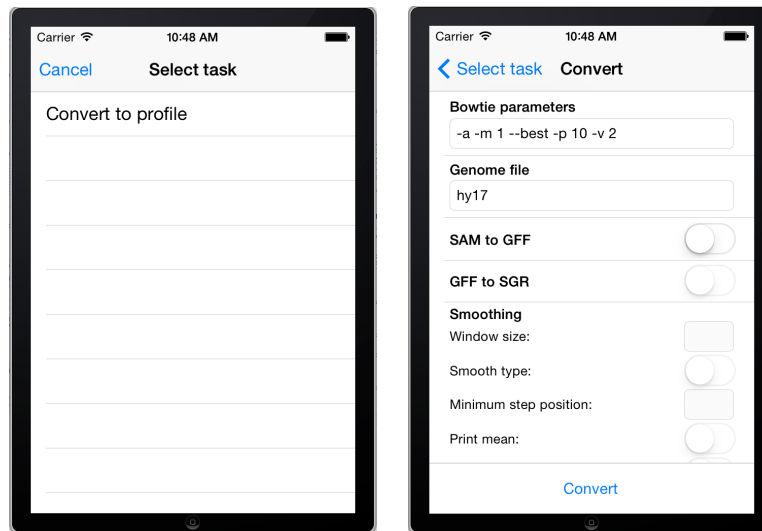 Carrier 10:48 AM
Cancel Select task
Convert to profile
Carrier 10:48 AM
Select task Convert
Bowtie parameters
-a -m 1 --best -p 10 -v 2
Genome file
hy17
SAM to GFF
GFF to SGR
Smoothing
Window size:
Smooth type:
Minimum step position:
Print mean:
Convert